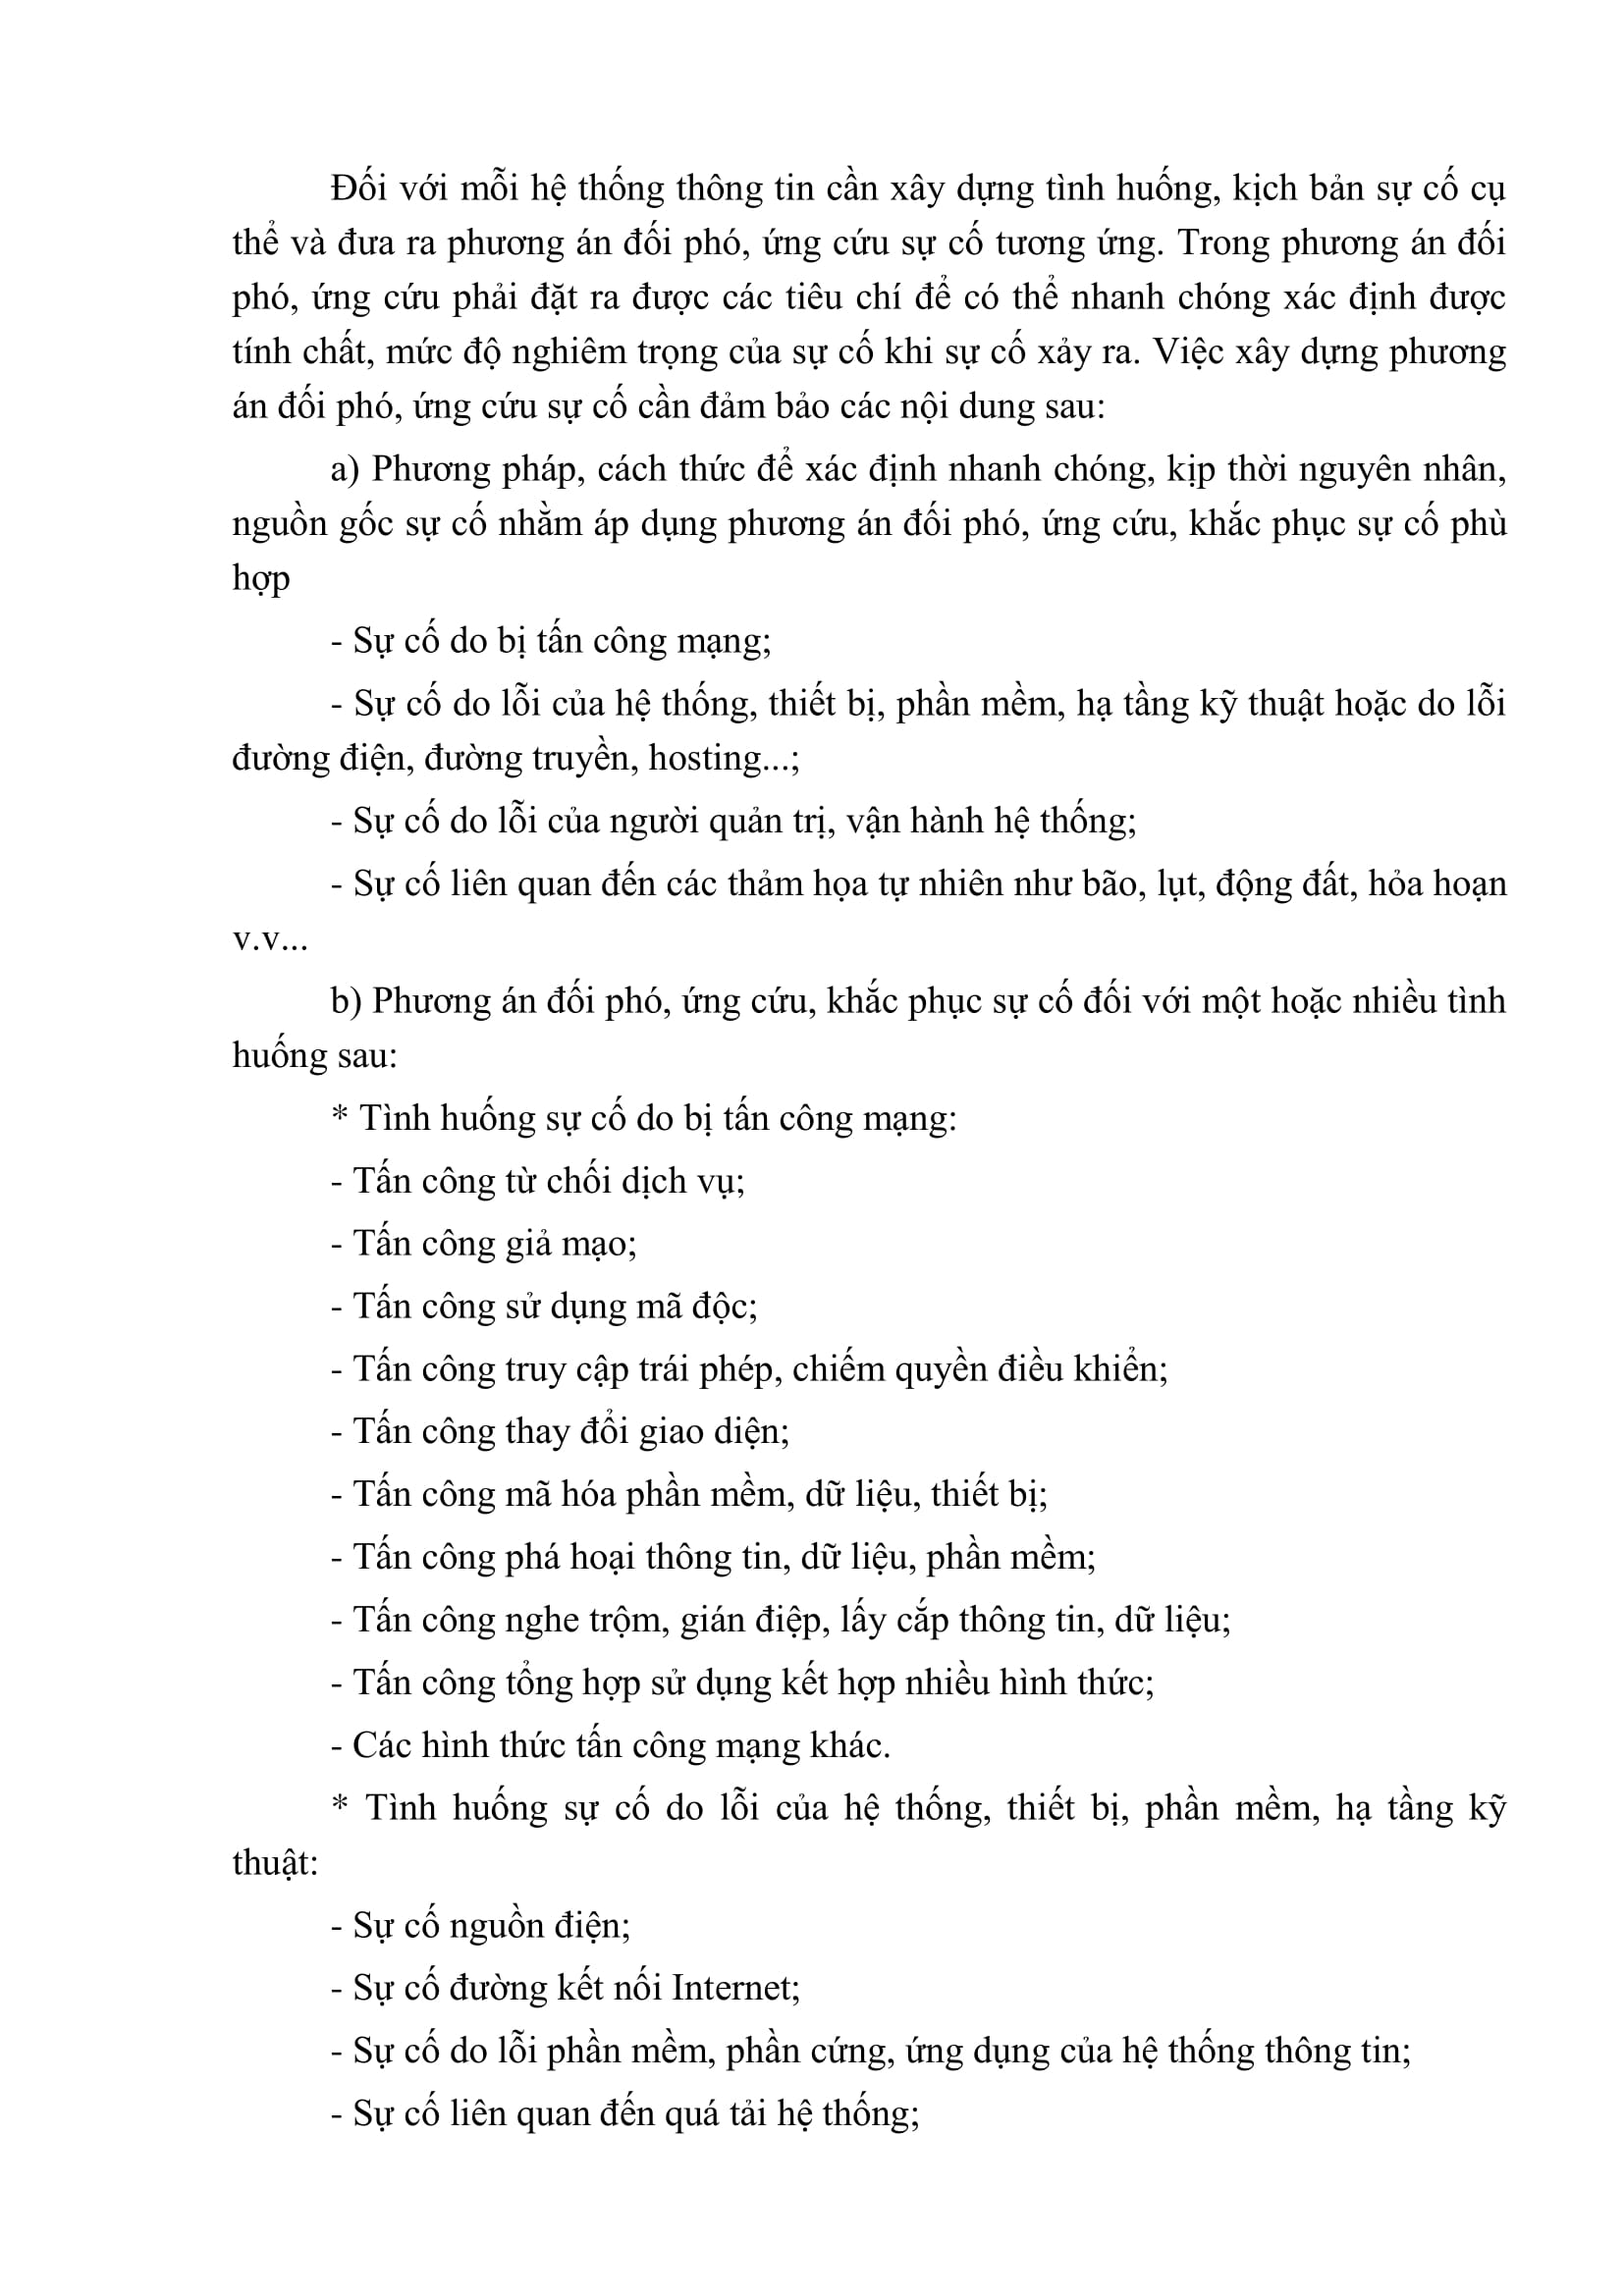 Đối với mỗi hệ thống thông tin cần xây dựng tình huống, kịch bản sự cố cụ
thể và đưa ra phương án đối phó, ứng cứu sự cố tương ứng. Trong phương án đối
phó, ứng cứu phải đặt ra được các tiêu chí để có thể nhanh chóng xác định được
tính chất, mức độ nghiêm trọng của sự cố khi sự cố xảy ra. Việc xây dựng phương
án đối phó, ứng cứu sự cố cần đảm bảo các nội dung sau:
a) Phương pháp, cách thức để xác định nhanh chóng, kịp thời nguyên nhân,
nguồn gốc sự cố nhằm áp dụng phương án đối phó, ứng cứu, khắc phục sự cố phù
hợp
- Sự cố do bị tấn công mạng;
- Sự cố do lỗi của hệ thống, thiết bị, phần mềm, hạ tầng kỹ thuật hoặc do lỗi
đường điện, đường truyền, hosting...;
- Sự cố do lỗi của người quản trị, vận hành hệ thống;
- Sự cố liên quan đến các thảm họa tự nhiên như bão, lụt, động đất, hỏa hoạn
v.v...
b) Phương án đối phó, ứng cứu, khắc phục sự cố đối với một hoặc nhiều tình
huống sau:
* Tình huống sự cố do bị tấn công mạng:
- Tấn công từ chối dịch vụ;
- Tấn công giả mạo;
- Tấn công sử dụng mã độc;
- Tấn công truy cập trái phép, chiếm quyền điều khiển;
- Tấn công thay đổi giao diện;
- Tấn công mã hóa phần mềm, dữ liệu, thiết bị;
- Tấn công phá hoại thông tin, dữ liệu, phần mềm;
- Tấn công nghe trộm, gián điệp, lấy cắp thông tin, dữ liệu;
- Tấn công tổng hợp sử dụng kết hợp nhiều hình thức;
- Các hình thức tấn công mạng khác.
* Tình huống sự cố do lỗi của hệ thống, thiết bị, phần mềm, hạ tầng kỹ
thuật:
- Sự cố nguồn điện;
- Sự cố đường kết nối Internet;
- Sự cố do lỗi phần mềm, phần cứng, ứng dụng của hệ thống thông tin;
- Sự cố liên quan đến quá tải hệ thống;